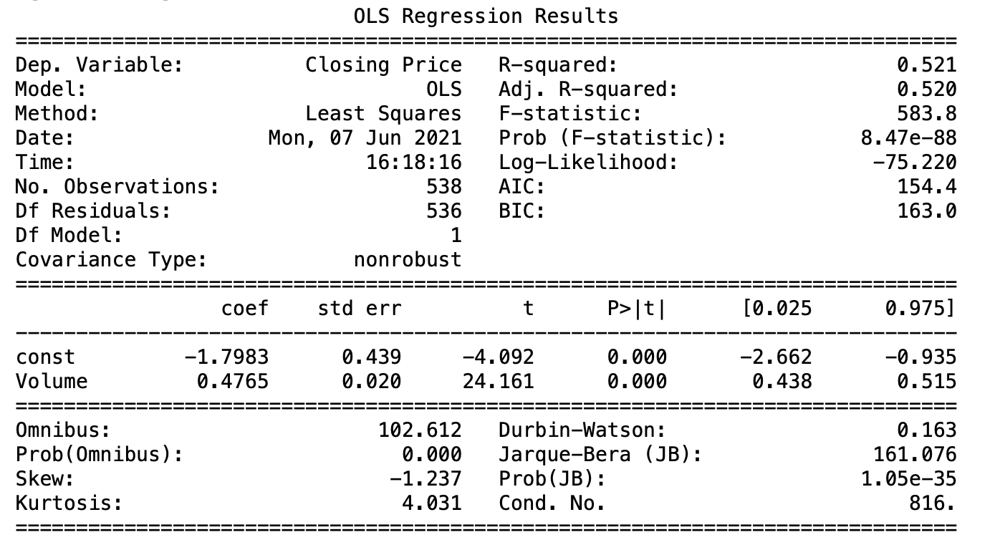 OLS Regression Results
==============================================================================
Dep. Variable:          Closing Price   R-squared:                       0.521
Model:                            OLS   Adj. R-squared:                  0.520
Method:                 Least Squares   F-statistic:                     583.8
Date:                Mon, 07 Jun 2021   Prob (F-statistic):           8.47e-88
Time:                        16:18:16   Log-Likelihood:                -75.220
No. Observations:                 538   AIC:                             154.4
Df Residuals:                     536   BIC:                             163.0
Df Model:                           1
Covariance Type:            nonrobust
==============================================================================
                 coef    std err          t      P>|t|      [0.025      0.975]
------------------------------------------------------------------------------
const         -1.7983      0.439     -4.092      0.000      -2.662      -0.935
Volume         0.4765      0.020     24.161      0.000       0.438       0.515
==============================================================================
Omnibus:                      102.612   Durbin-Watson:                   0.163
Prob(Omnibus):                  0.000   Jarque-Bera (JB):              161.076
Skew:                          -1.237   Prob(JB):                     1.05e-35
Kurtosis:                       4.031   Cond. No.                         816.
==============================================================================